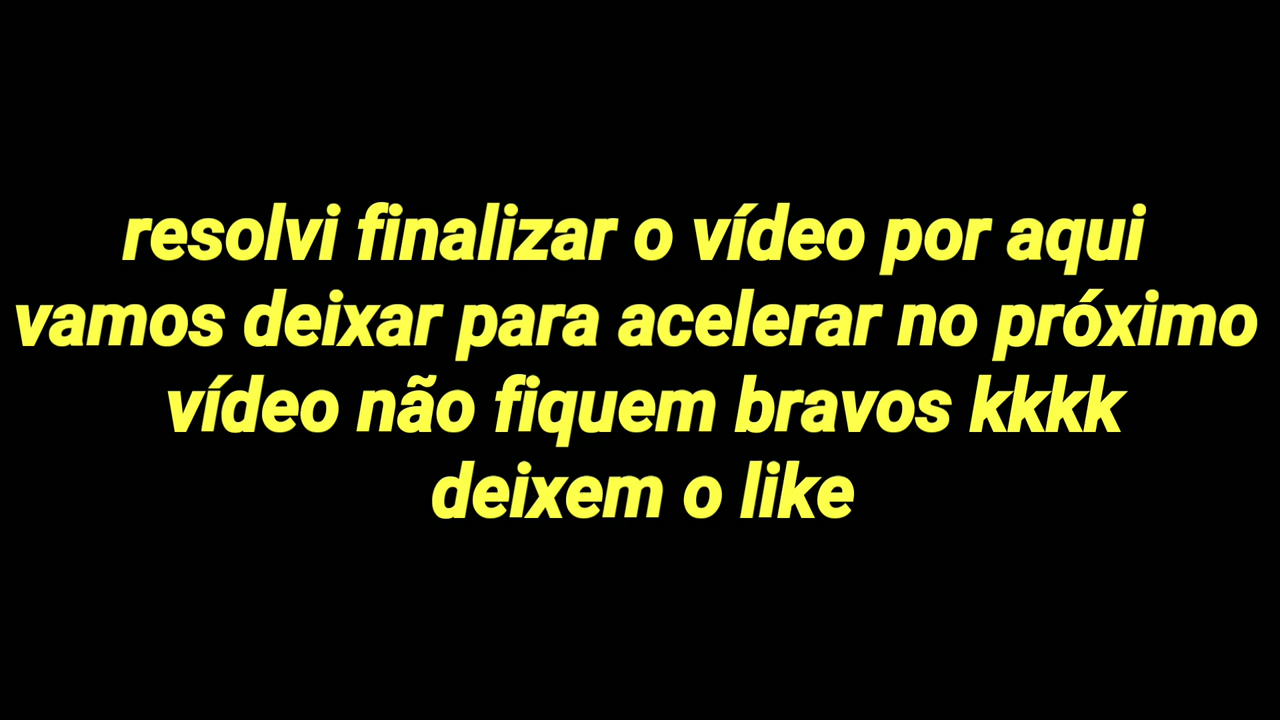 resolvi finalizar o vídeo por aqui
vamos deixar para acelerar no próximo
vídeo não fiquem bravos kkkk
deixem o like